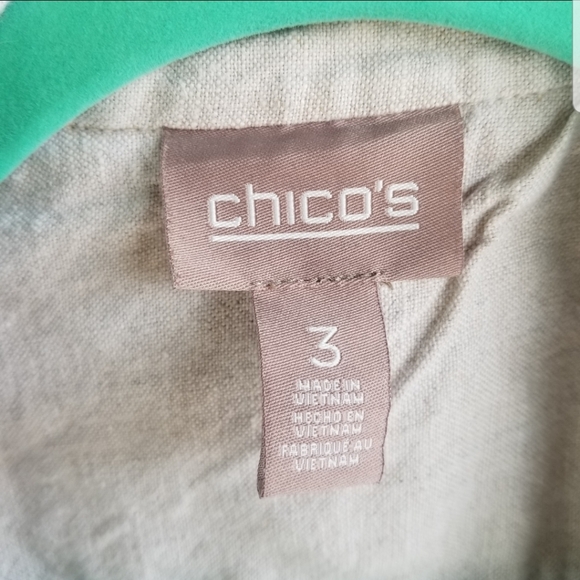 chico's
3
MADE IN
VIETNAM
HECHO EN
VIETNAM
FABRIQUÉ AU
VIETNAM